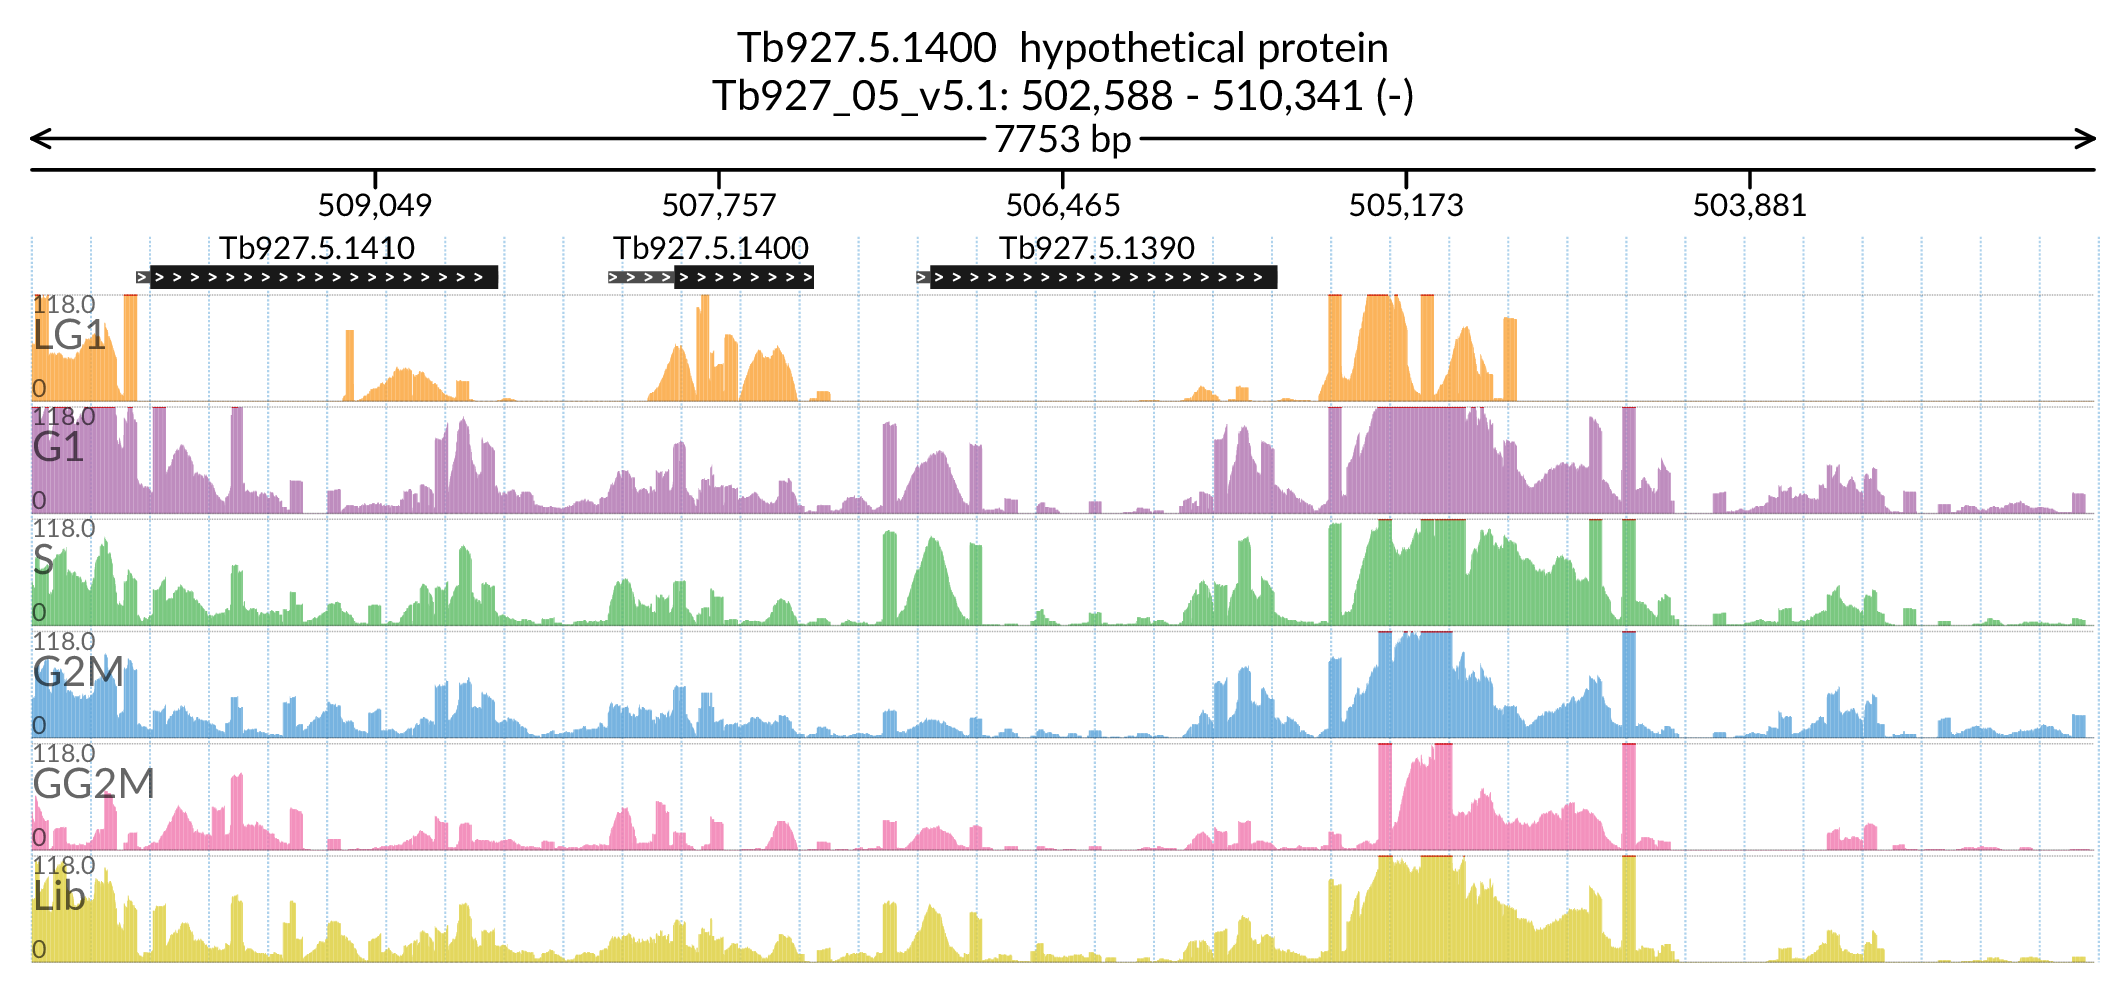 Tb927.5.1400 hypothetical protein
Tb927_05_v5.1: 502,588 - 510,341 (-)
7753 bp
509,049 507,757 506,465 505,173 503,881
Tb927.5.1410 Tb927.5.1400 Tb927.5.1390
118.0
LG1
0
118.0
G1
0
118.0
S
0
118.0
G2M
0
118.0
GG2M
0
118.0
Lib
0